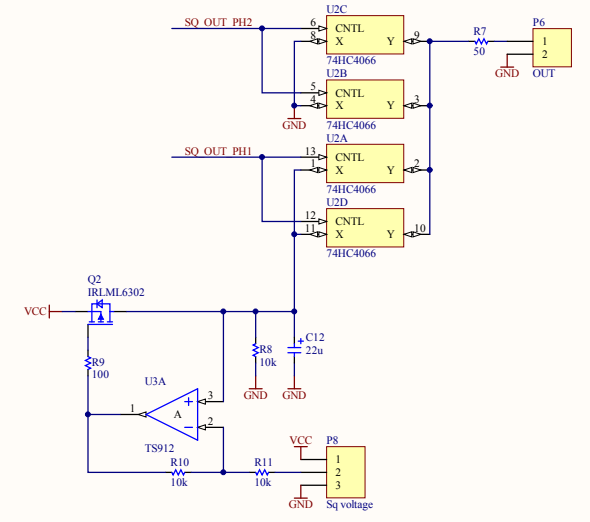 U2C
SQ_OUT_PH2
6
CNTL
8
X
Y
9
74HC4066
R7
50
P6
1
2
GND
OUT
U2B
5
CNTL
4
X
Y
3
GND
74HC4066
U2A
SQ_OUT_PH1
13
CNTL
1
X
Y
2
74HC4066
U2D
12
CNTL
11
X
Y
10
74HC4066
Q2
IRLML6302
VCC
R9
100
R8
10k
GND
+
C12
22u
GND
U3A
1
A
3
2
TS912
R10
10k
R11
10k
VCC
P8
1
2
3
GND
Sq voltage